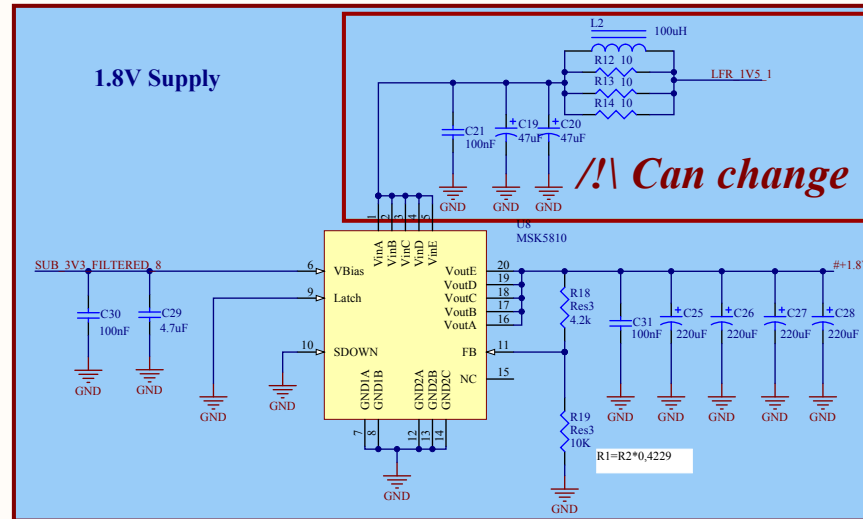 L2
100uH
R12 10
R13 10
R14 10
LFR_1V5_1
1.8V Supply
C21
100nF
C19
47uF
C20
47uF
GND
GND
GND
/!\ Can change
U8
MSK5810
1
2
3
4
5
VinA
VinB
VinC
VinD
VinE
SUB_3V3_FILTERED_8
6
VBias
9
Latch
10
SDOWN
VoutE
20
VoutD
19
VoutC
18
VoutB
17
VoutA
16
FB
11
NC
15
GND1A
GND1B
GND2A
GND2B
GND2C
7
8
12
13
14
GND
C30
100nF
C29
4.7uF
GND
GND
GND
GND
R18
Res3
4.2k
R19
Res3
10K
R1=R2*0,4229
GND
C31
100nF
C25
220uF
C26
220uF
C27
220uF
C28
220uF
GND
GND
GND
GND
GND